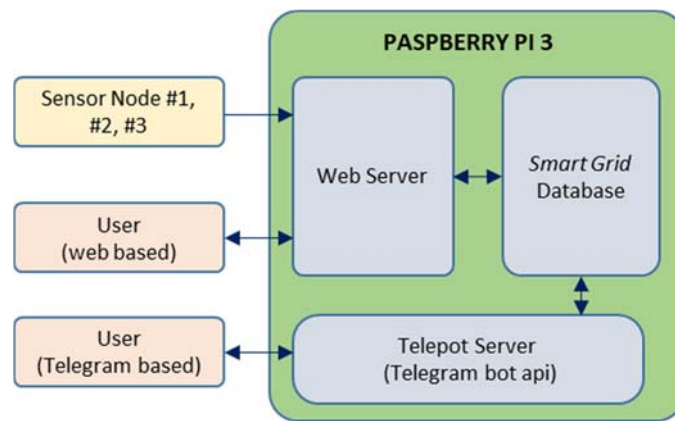 PASPBERRY PI 3
Sensor Node #1,
#2, #3
Web Server
Smart Grid
Database
User
(web based)
User
(Telegram based)
Telepot Server
(Telegram bot api)